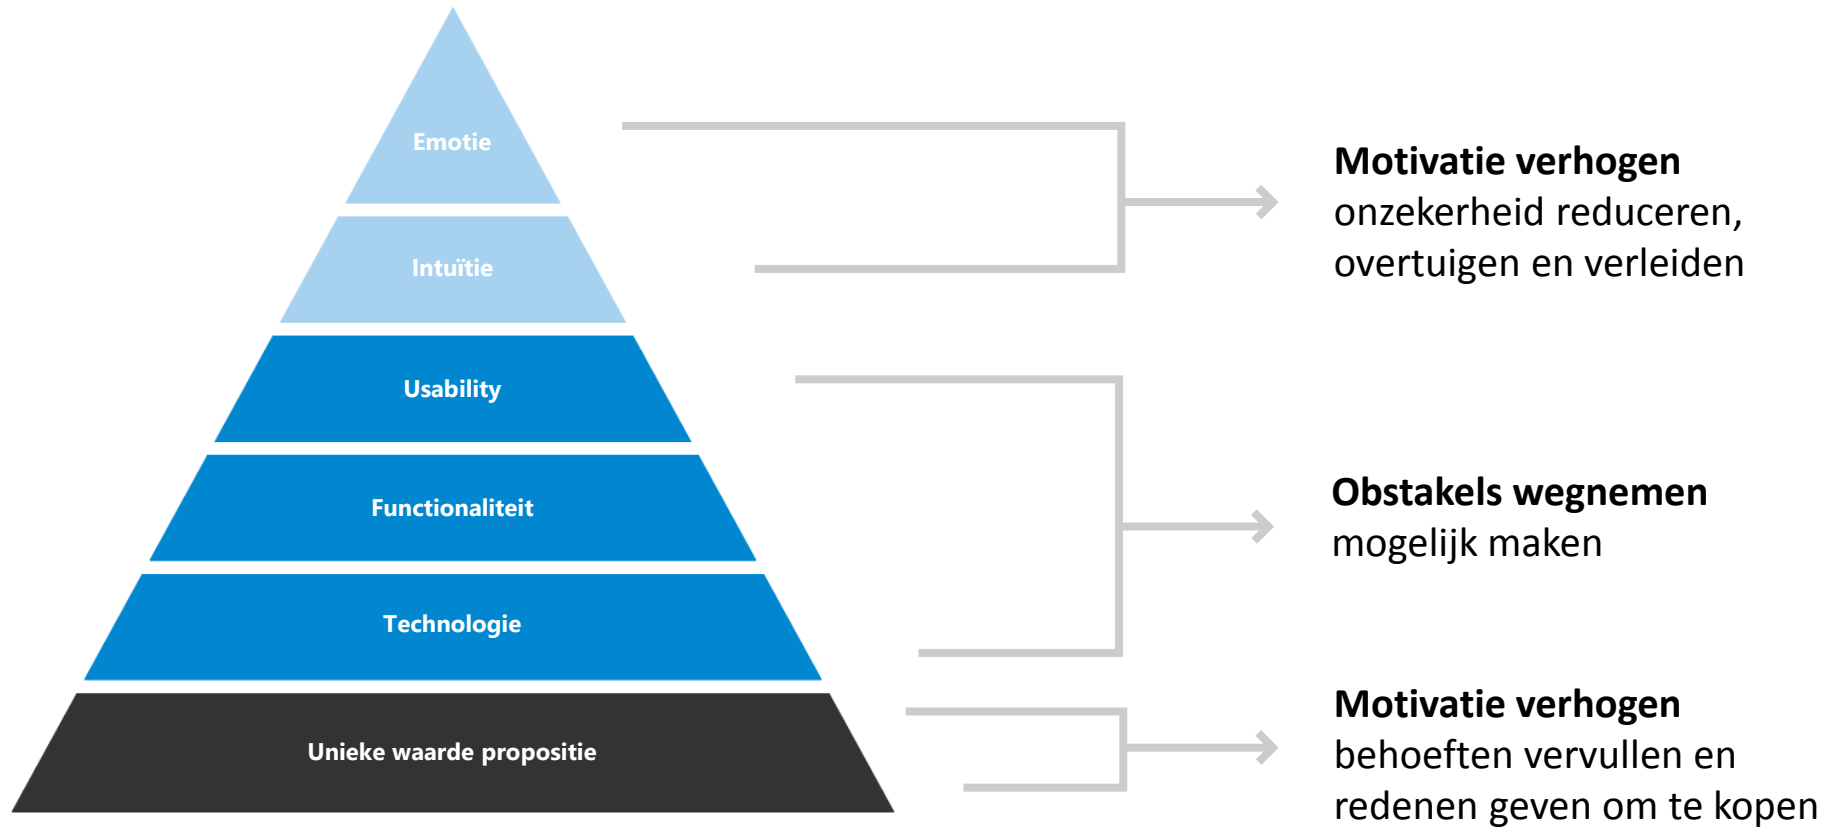 Emotie
Intuïtie
Usability
Functionaliteit
Technologie
Unieke waarde propositie
Motivatie verhogen
onzekerheid reduceren,
overtuigen en verleiden
Obstakels wegnemen
mogelijk maken
Motivatie verhogen
behoeften vervullen en
redenen geven om te kopen